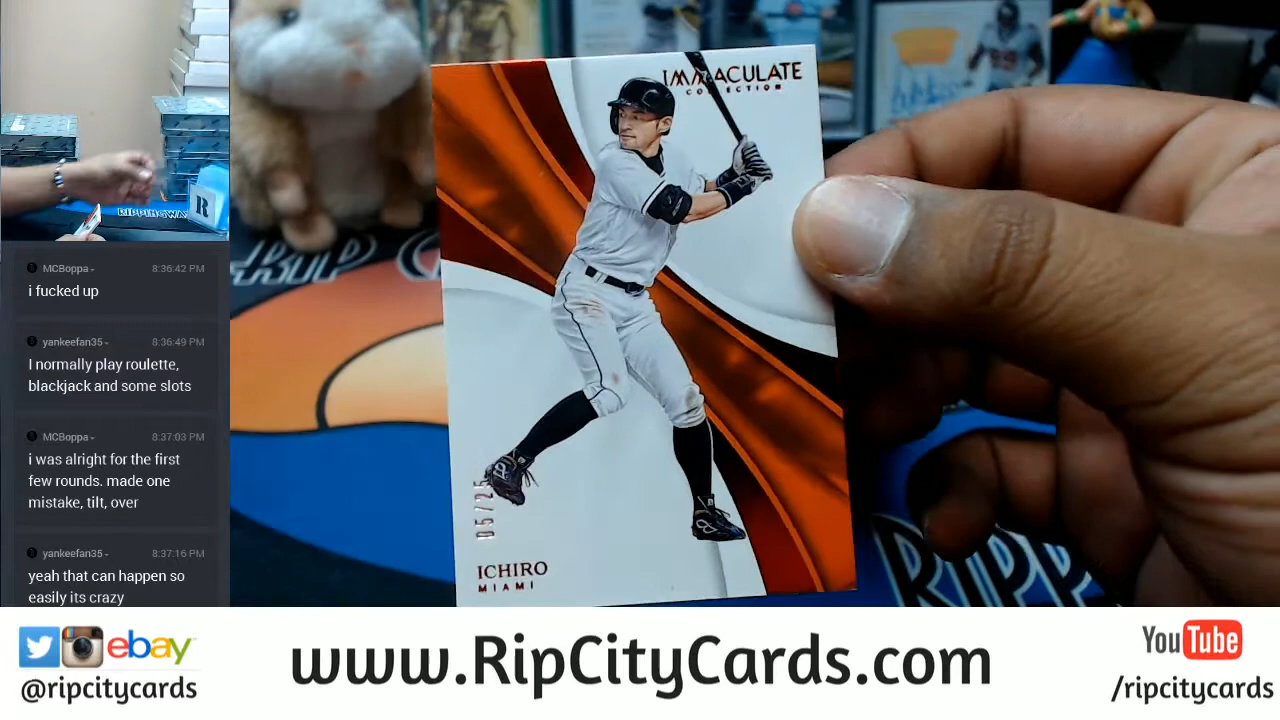 MCBoppa
8:36:42 PM
i fucked up
yankeefan35
8:36:49 PM
I normally play roulette,
blackjack and some slots
MCBoppa
8:37:03 PM
i was alright for the first
few rounds. made one
mistake, tilt, over
yankeefan35
8:37:16 PM
yeah that can happen so
easily its crazy
R
RIP
IMMACULATE
COLLECTION
05/25
ICHIRO
MIAMI
99
RIPP
ebay
@ripcitycards
www.RipCityCards.com
YouTube
/ripcitycards